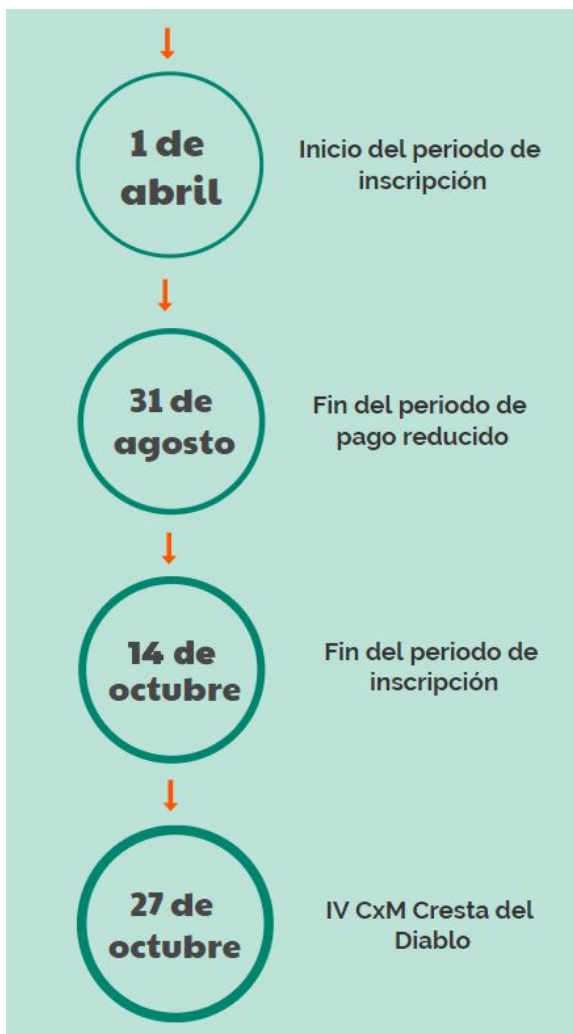 1 de
abril
Inicio del periodo de
inscripción
31 de
agosto
Fin del periodo de
pago reducido
14 de
octubre
Fin del periodo de
inscripción
27 de
octubre
IV CxM Cresta del
Diablo